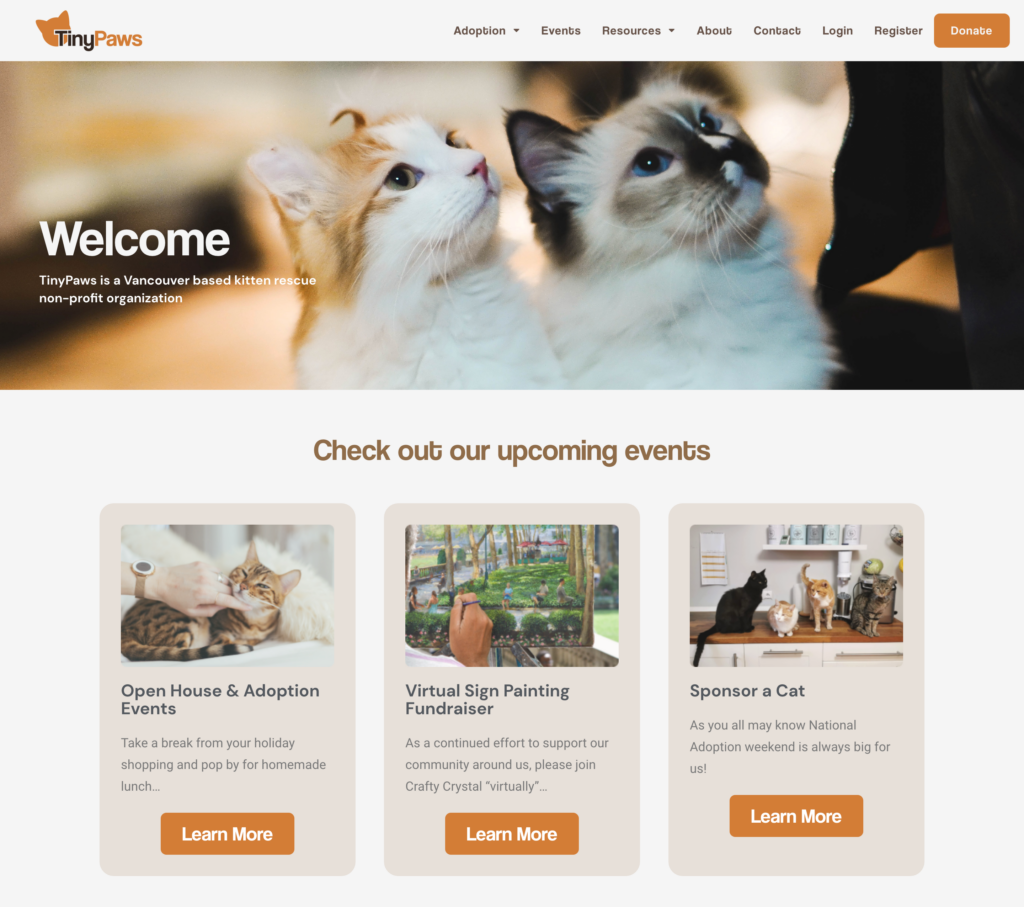 TinyPaws
Adoption Events Resources About Contact Login Register Donate
Welcome
TinyPaws is a Vancouver based kitten rescue
non-profit organization
Check out our upcoming events
Open House & Adoption
Events
Take a break from your holiday
shopping and pop by for homemade
lunch…
Learn More
Virtual Sign Painting
Fundraiser
As a continued effort to support our
community around us, please join
Crafty Crystal “virtually”…
Learn More
Sponsor a Cat
As you all may know National
Adoption weekend is always big for
us!
Learn More